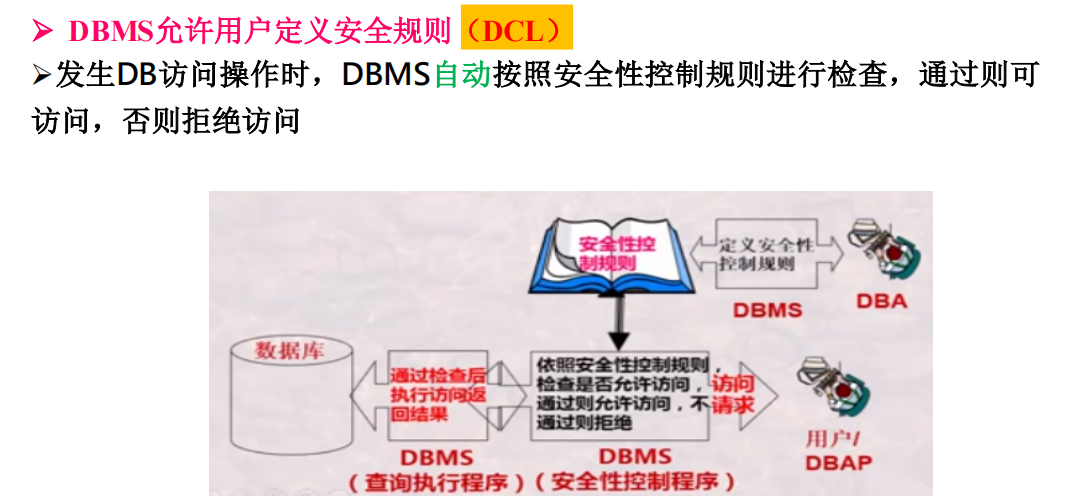 ➢ DBMS允许用户定义安全规则（DCL）
➢发生DB访问操作时，DBMS自动按照安全性控制规则进行检查，通过则可
访问，否则拒绝访问
安全性控
制规则
定义安全性
控制规则
DBMS
DBA
数据库
通过检查后
执行访问返
回结果
依照安全性控制规则，
检查是否允许访问，
通过则允许访问，不
通过则拒绝
访问
请求
用户/
DBAP
DBMS
（查询执行程序）
DBMS
（安全性控制程序）